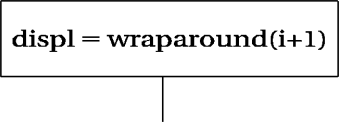 displ = wraparound(i+1)